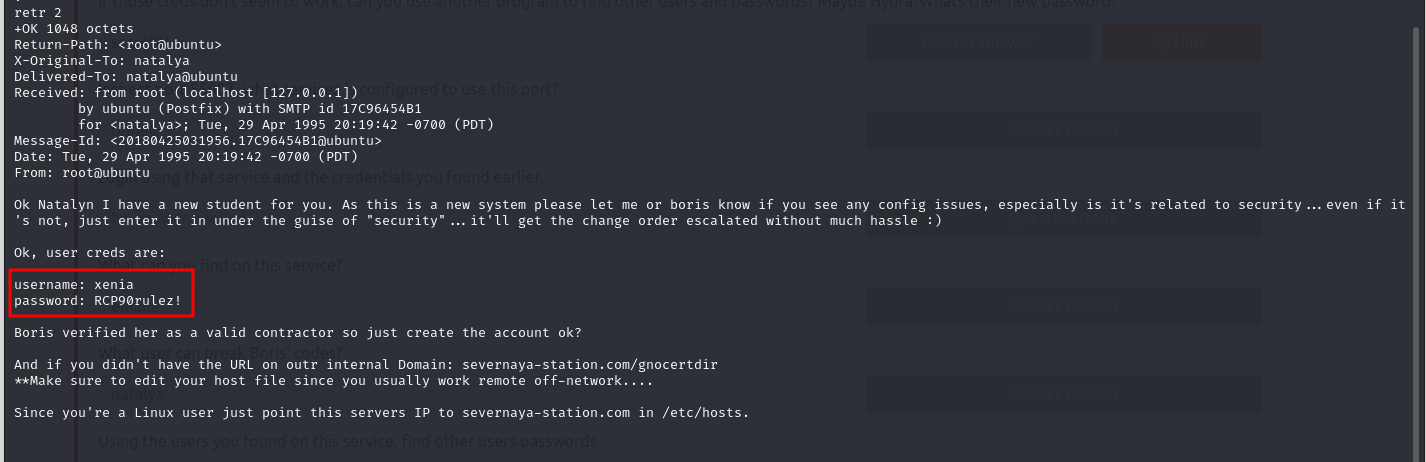 If those creds don't seem to work, can you use another program to find other users and passwords? Maybe Hydra?Whats their new password?
retr 2
+OK 1048 octets
Correct Answer
Hint
Return-Path: <root@ubuntu>
X-Original-To: natalya
Delivered-To: natalya@ubuntu
Received: from root (localhost [127.0.0.1])
configured to use this port?
by ubuntu (Postfix) with SMTP id 17C96454B1
for <natalya>; Tue, 29 Apr 1995 20:19:42 -0700 (PDT)
Correct Answer
Message-Id: <20180425031956.17C96454B1@ubuntu>
Date: Tue, 29 Apr 1995 20:19:42 -0700 (PDT)
From: root@ubuntu
Login using that service and the credentials you found earlier.
Ok Natalyn I have a new student for you. As this is a new system please let me or boris know if you see any config issues, especially is it's related to security...even if it
's not, just enter it in under the guise of "security"...it'll get the change order escalated without much hassle :)
Ok, user creds are:
What can you find on this service?
username: xenia
password: RCP90rulez!
Correct Answer
Boris verified her as a valid contractor so just create the account ok?
What user can break Boris' codes?
And if you didn't have the URL on outr internal Domain: severnaya-station.com/gnocertdir
**Make sure to edit your host file since you usually work remote off-network....
natalya
Correct Answer
Since you're a Linux user just point this servers IP to severnaya-station.com in /etc/hosts.
Using the users you found on this service, find other users passwords